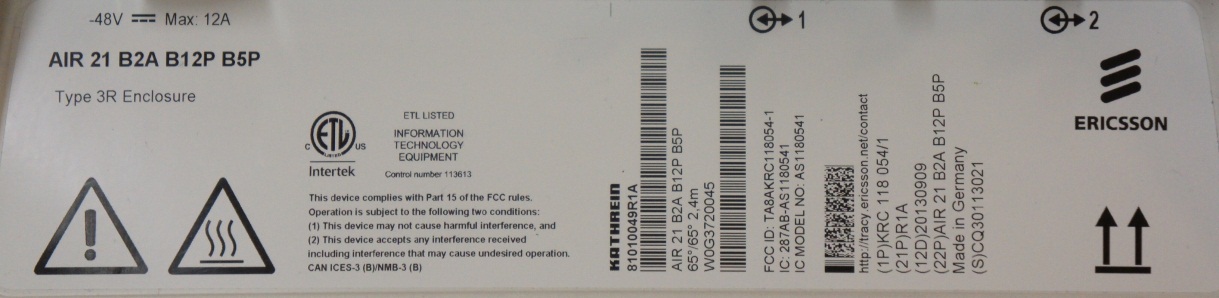 -48V Max: 12A
AIR 21 B2A B12P B5P
Type 3R Enclosure
C ETL US
LISTED
Intertek
ETL LISTED
INFORMATION
TECHNOLOGY
EQUIPMENT
Control number 113613
This device complies with Part 15 of the FCC rules.
Operation is subject to the following two conditions:
(1) This device may not cause harmful interference, and
(2) This device accepts any interference received
including interference that may cause undesired operation.
CAN ICES-3 (B)/NMB-3 (B)
KATHREIN
81010049R1A
AIR 21 B2A B12P B5P
65°/65° 2,4m
WOG3720045
1
FCC ID: TA8AKRC118054-1
IC: 287AB-AS1180541
IC MODEL NO: AS1180541
http://tracy.ericsson.net/contact
(1P)KRC 118 054/1
(21P)R1A
(12D)20130909
(22P)AIR 21 B2A B12P B5P
Made in Germany
(S)CQ30113021
2
ERICSSON